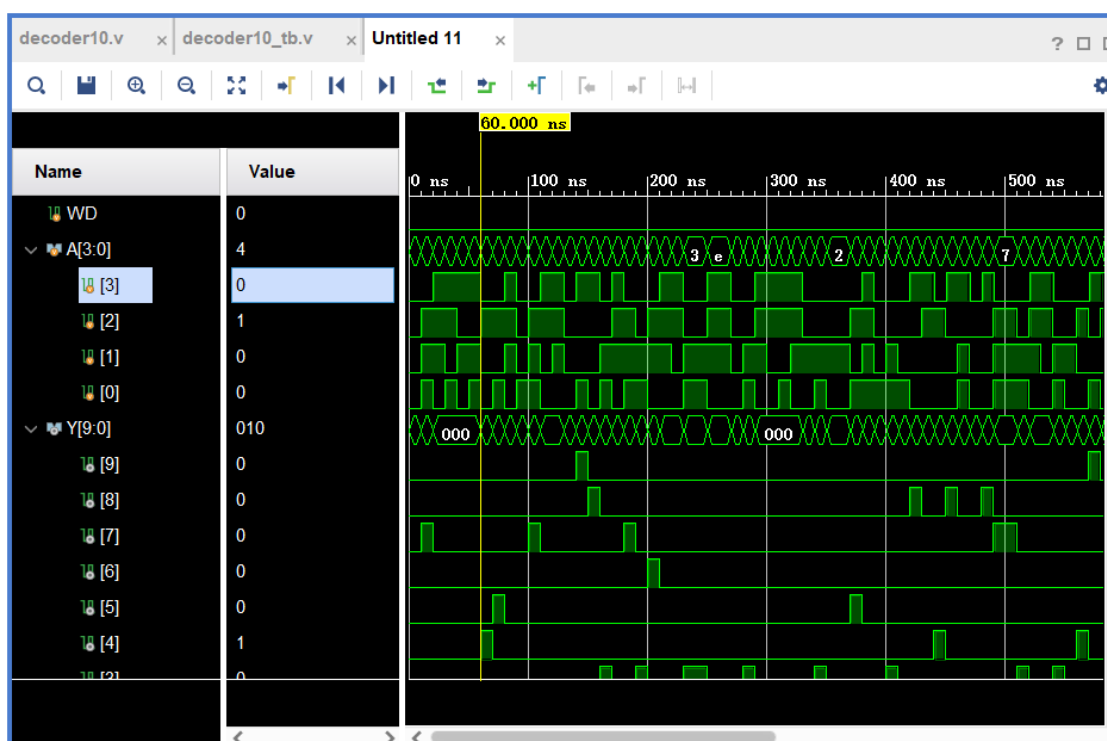 decoder10.v × decoder10_tb.v × Untitled 11 ×
?
60.000 ns
Name Value
0 ns 100 ns 200 ns 300 ns 400 ns 500 ns
WD 0
A[3:0] 4 3 e 2 7
[3] 0
[2] 1
[1] 0
[0] 0
Y[9:0] 010 000 000
[9] 0
[8] 0
[7] 0
[6] 0
[5] 0
[4] 1
[3] 0